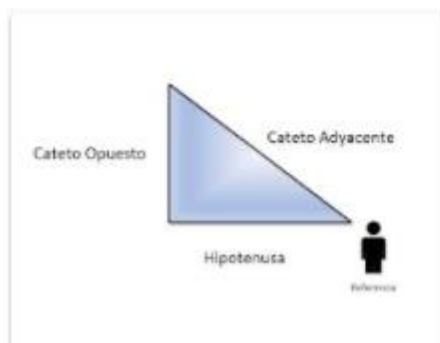 Cateto Opuesto
Cateto Adyacente
Hipotenusa
Referencia